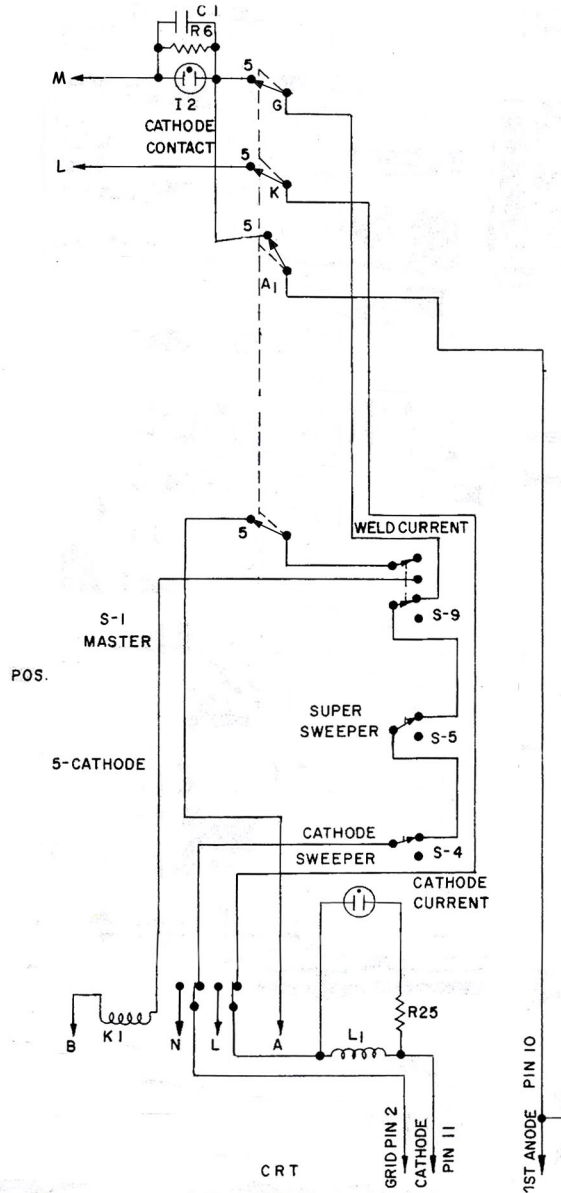 C1
R6
M
I2
CATHODE
CONTACT
5
G
L
5
K
5
A1
5
WELD CURRENT
S-1
MASTER
S-9
POS.
SUPER
SWEEPER
S-5
5-CATHODE
CATHODE
SWEEPER
S-4
CATHODE
CURRENT
R25
B
K1
N
L
A
L1
CRT
GRID PIN 2
CATHODE
PIN 11
1ST ANODE PIN 10